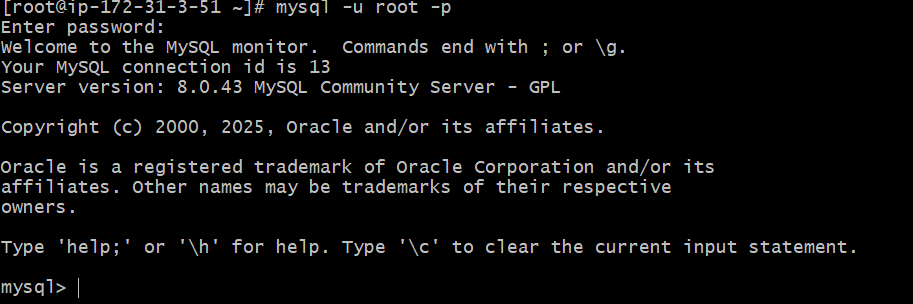 [root@ip-172-31-3-51 ~]# mysql -u root -p
Enter password:
Welcome to the MySQL monitor.  Commands end with ; or \g.
Your MySQL connection id is 13
Server version: 8.0.43 MySQL Community Server - GPL
Copyright (c) 2000, 2025, Oracle and/or its affiliates.
Oracle is a registered trademark of Oracle Corporation and/or its
affiliates. Other names may be trademarks of their respective
owners.
Type 'help;' or '\h' for help. Type '\c' to clear the current input statement.
mysql>